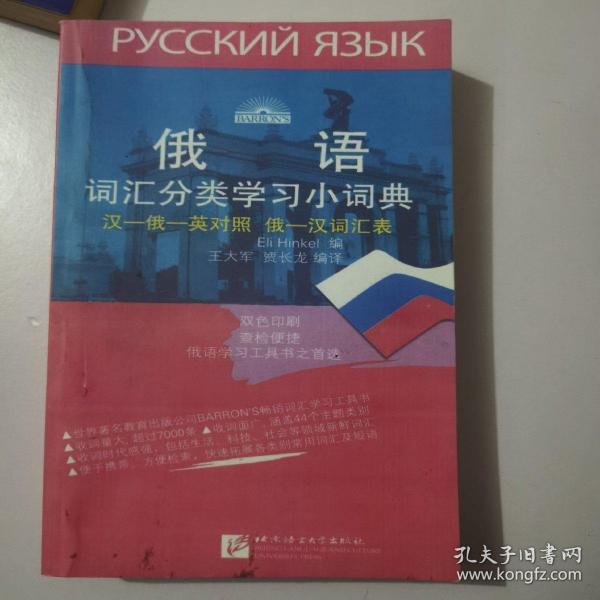 РУССКИЙ ЯЗЫК
BARRON'S
俄语
词汇分类学习小词典
汉—俄—英对照 俄—汉词汇表
Eli Hinkel 编
王大军 贾长龙 编译
双色印刷
查检便捷
俄语学习工具书之首选
▲世界著名教育出版公司BARRON'S畅销词汇学习工具书
▲收词量大,超过7000条 ▲收词面广,涵盖44个主题类别
▲收词时代感强,包括生活、科技、社会等领域新鲜词汇
▲便于携带、方便检索,快速拓展各类别常用词汇及短语
北京语言大学出版社
BEIJING LANGUAGE AND CULTURE
UNIVERSITY PRESS
孔夫子旧书网
www.kongfz.com